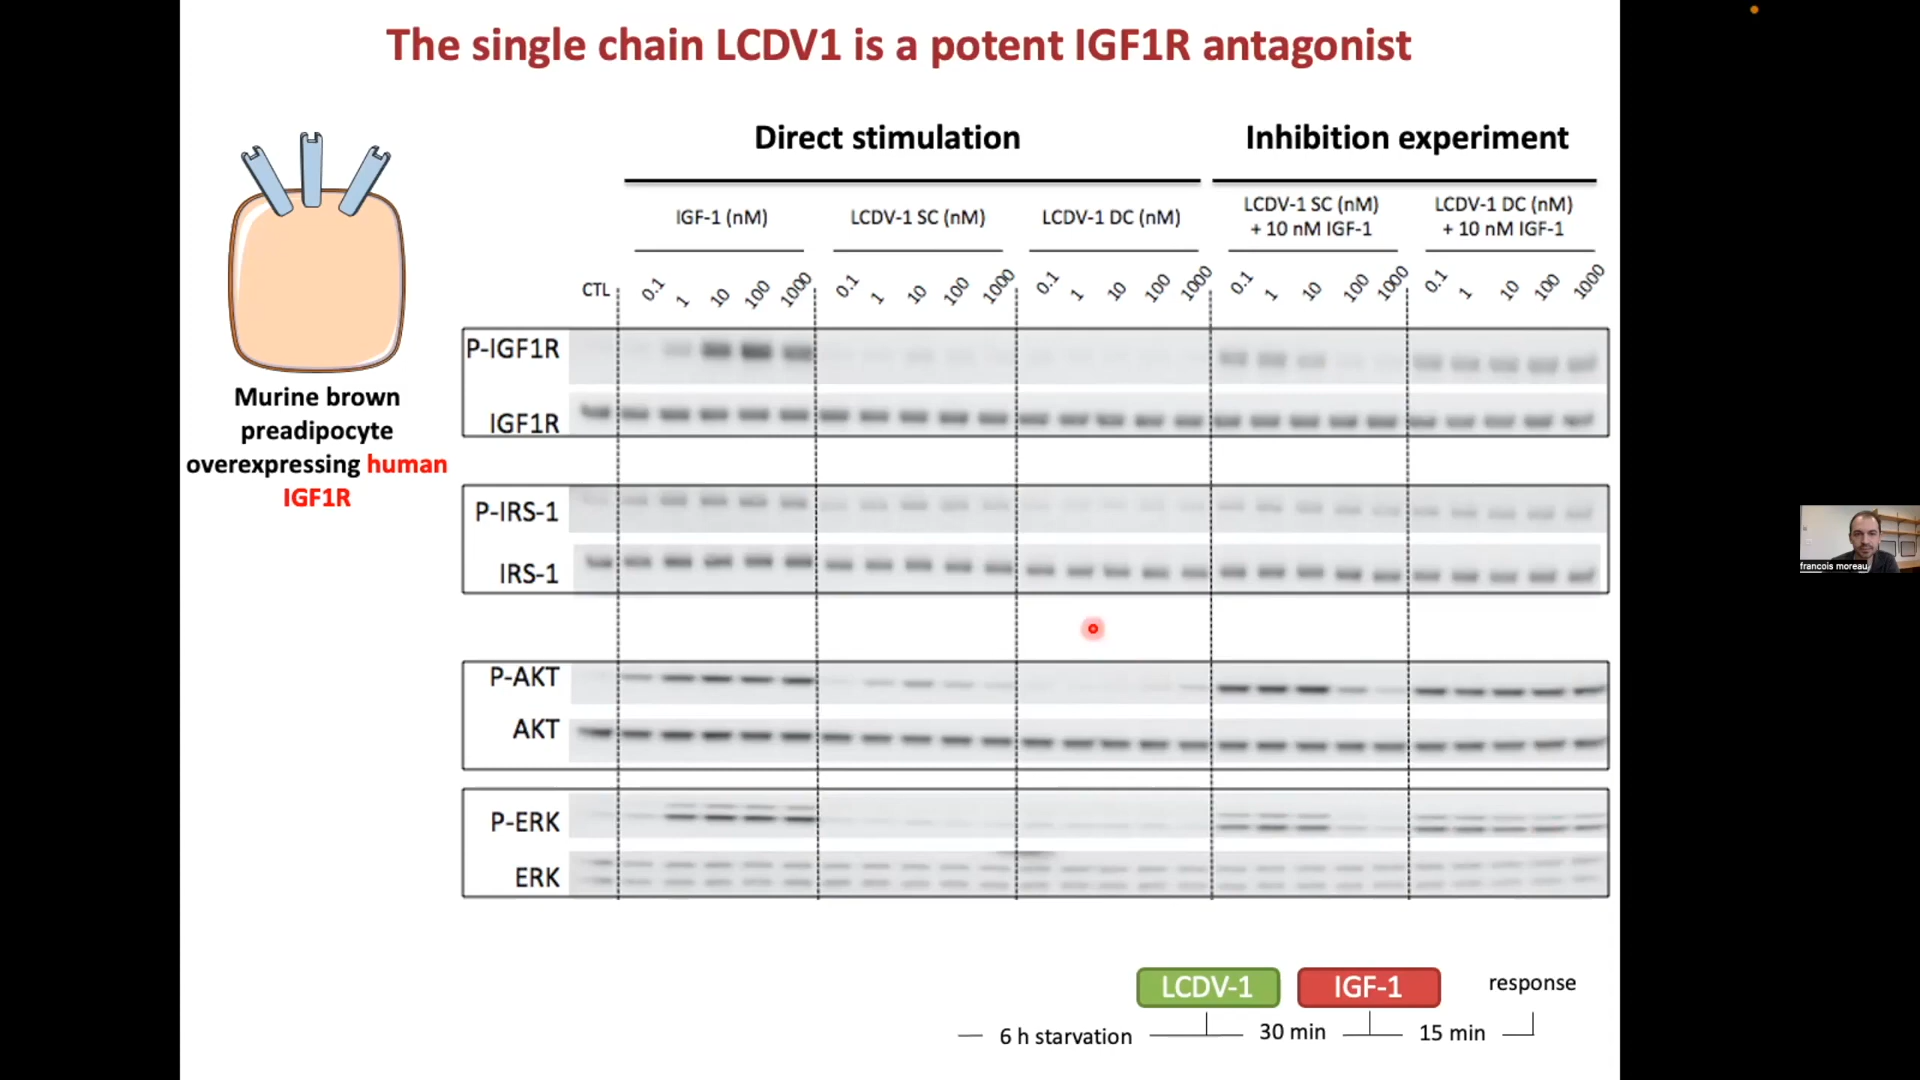 The single chain LCDV1 is a potent IGF1R antagonist
Direct stimulation
Inhibition experiment
IGF-1 (nM)
LCDV-1 SC (nM)
LCDV-1 DC (nM)
LCDV-1 SC (nM)
+ 10 nM IGF-1
LCDV-1 DC (nM)
+ 10 nM IGF-1
CTL
0.1 1 10 100 1000
0.1 1 10 100 1000
0.1 1 10 100 1000
0.1 1 10 100 1000
0.1 1 10 100 1000
P-IGF1R
IGF1R
P-IRS-1
IRS-1
P-AKT
AKT
P-ERK
ERK
Murine brown
preadipocyte
overexpressing human
IGF1R
francois moreau
LCDV-1
IGF-1
response
6 h starvation
30 min
15 min